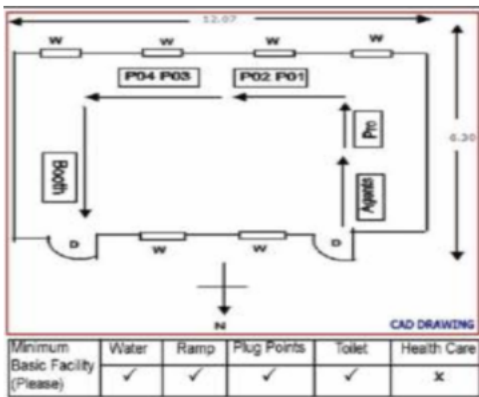 12.07
W W W W
P04 P03 P02 P01
6.30
Pro
Booth
Agents
D W W D
N
CAD DRAWING
Minimum Basic Facility (Please) Water Ramp Plug Points Toilet Health Care
✓ ✓ ✓ ✓ x